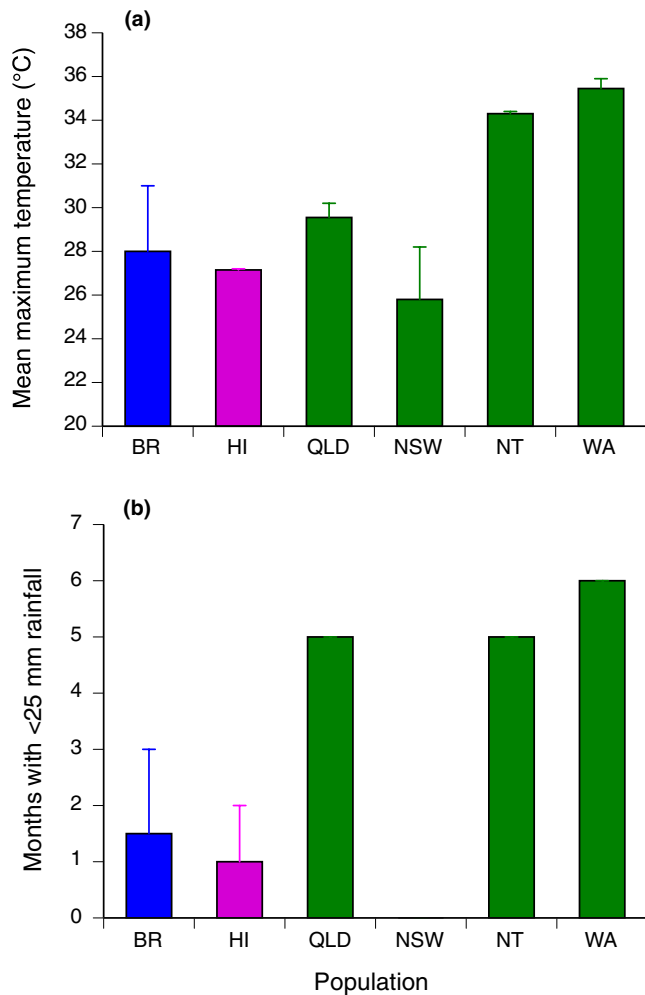 (a)
Mean maximum temperature (°C)
38
36
34
32
30
28
26
24
22
20
BR HI QLD NSW NT WA
(b)
Months with <25 mm rainfall
7
6
5
4
3
2
1
0
BR HI QLD NSW NT WA
Population